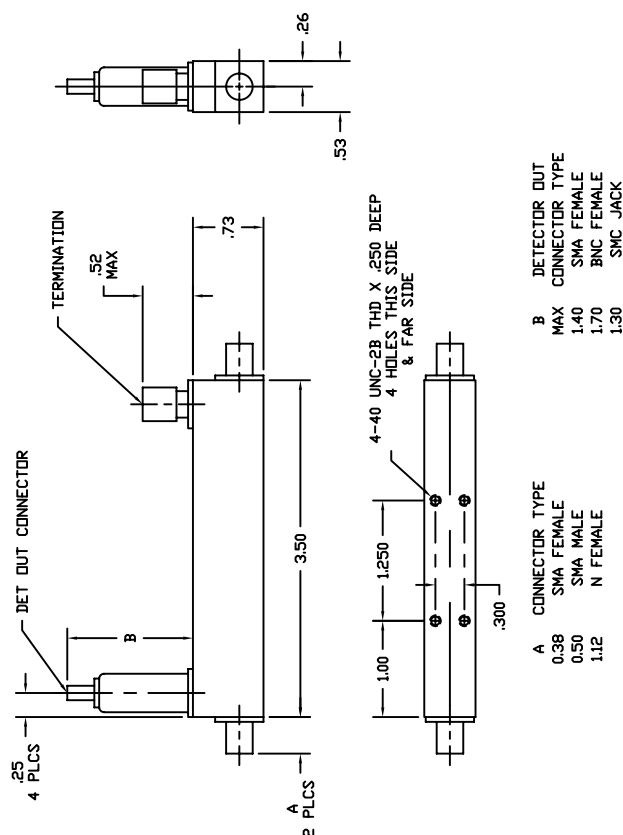 .26
.53
TERMINATION
.52
MAX
.73
DET OUT CONNECTOR
B
3.50
.25
4 PLCS
A
2 PLCS
4-40 UNC-2B THD X .250 DEEP
4 HOLES THIS SIDE
& FAR SIDE
1.250
1.00
.300
A CONNECTOR TYPE
0.38 SMA FEMALE
0.50 SMA MALE
1.12 N FEMALE
B DETECTOR OUT
MAX CONNECTOR TYPE
1.40 SMA FEMALE
1.70 BNC FEMALE
1.30 SMC JACK